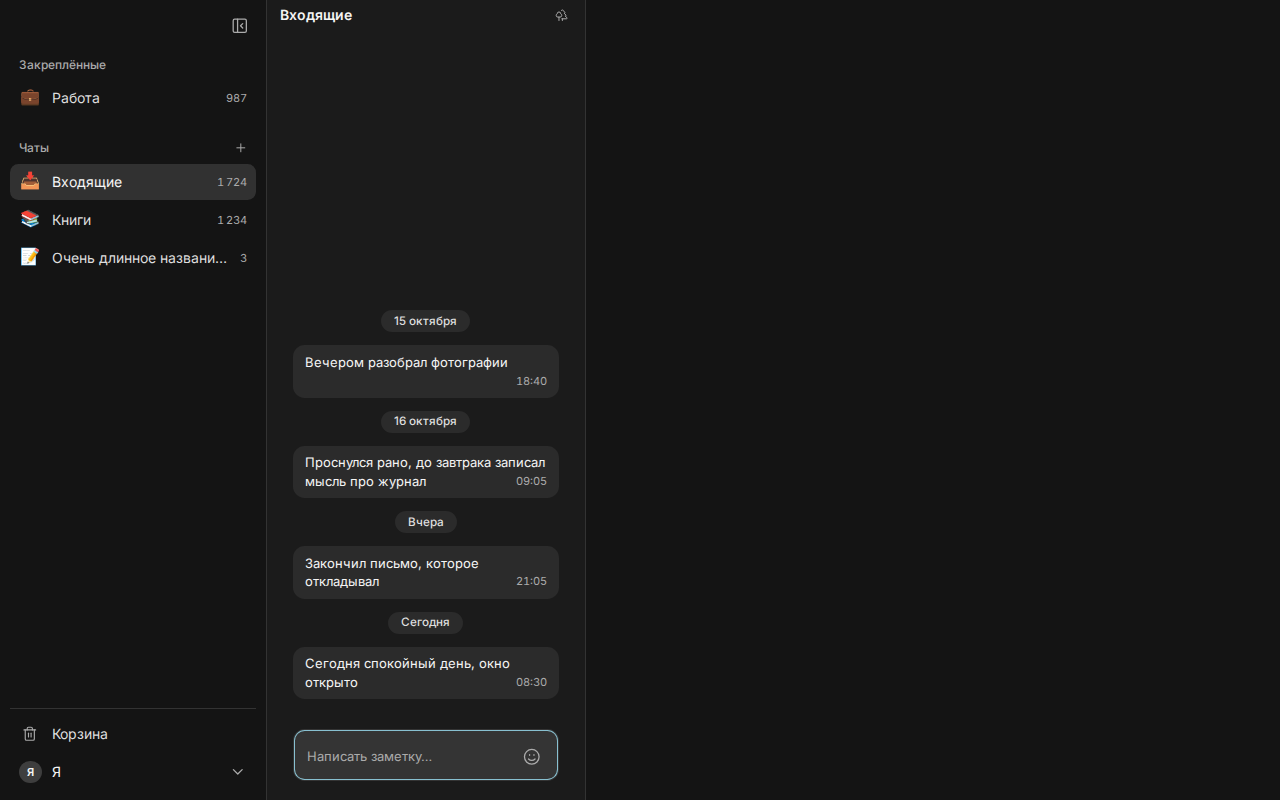 Закреплённые
Работа 987
Чаты
Входящие 1 724
Книги 1 234
Очень длинное названи... 3
Корзина
Я Я
Входящие
15 октября
Вечером разобрал фотографии
18:40
16 октября
Проснулся рано, до завтрака записал
мысль про журнал 09:05
Вчера
Закончил письмо, которое
откладывал 21:05
Сегодня
Сегодня спокойный день, окно
открыто 08:30
Написать заметку...